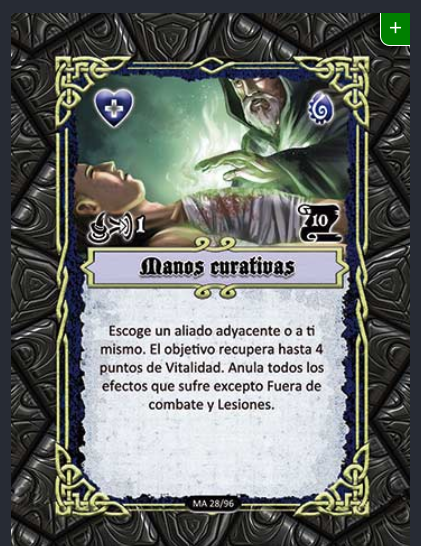 +
1
10
Manos curativas
Escoge un aliado adyacente o a ti
mismo. El objetivo recupera hasta 4
puntos de Vitalidad. Anula todos los
efectos que sufre excepto Fuera de
combate y Lesiones.
MA 28/96